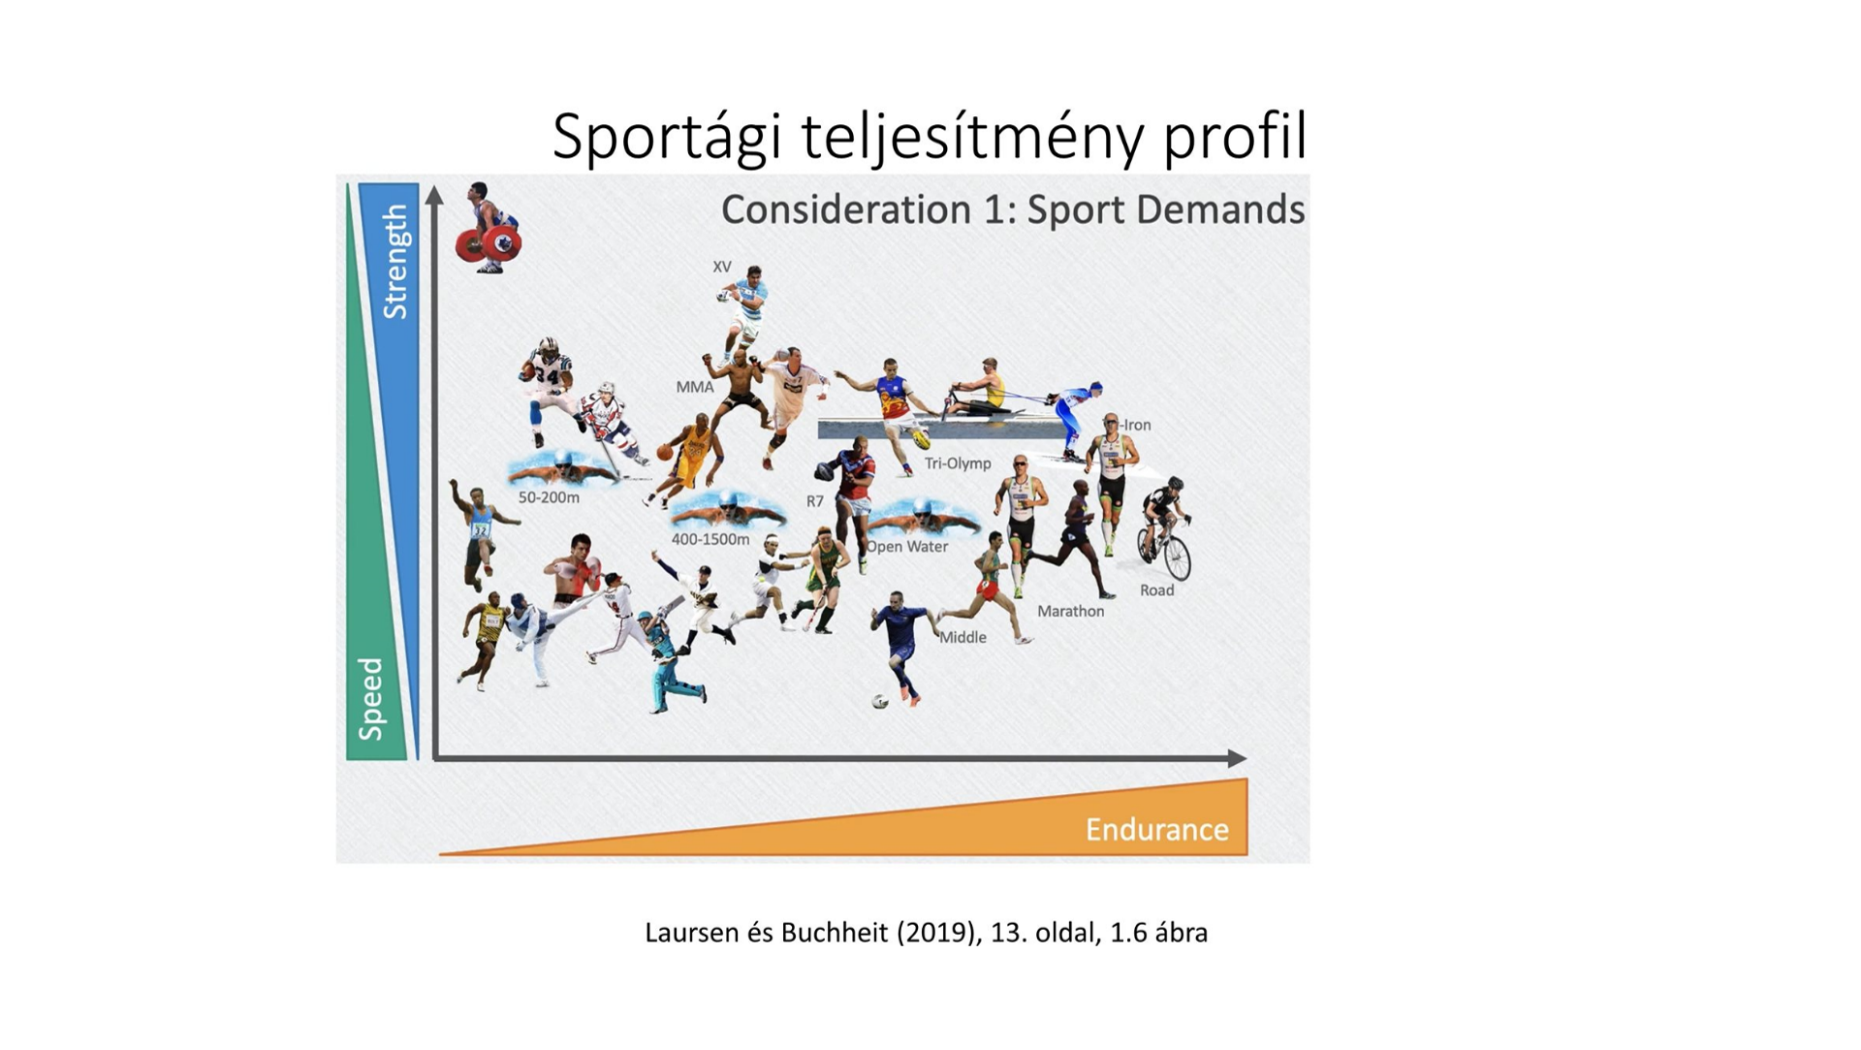 Sportági teljesítmény profil
Consideration 1: Sport Demands
Strength
Speed
XV
MMA
-Iron
Tri-Olymp
50-200m
R7
400-1500m
Open Water
Road
Marathon
Middle
Endurance
Laursen és Buchheit (2019), 13. oldal, 1.6 ábra